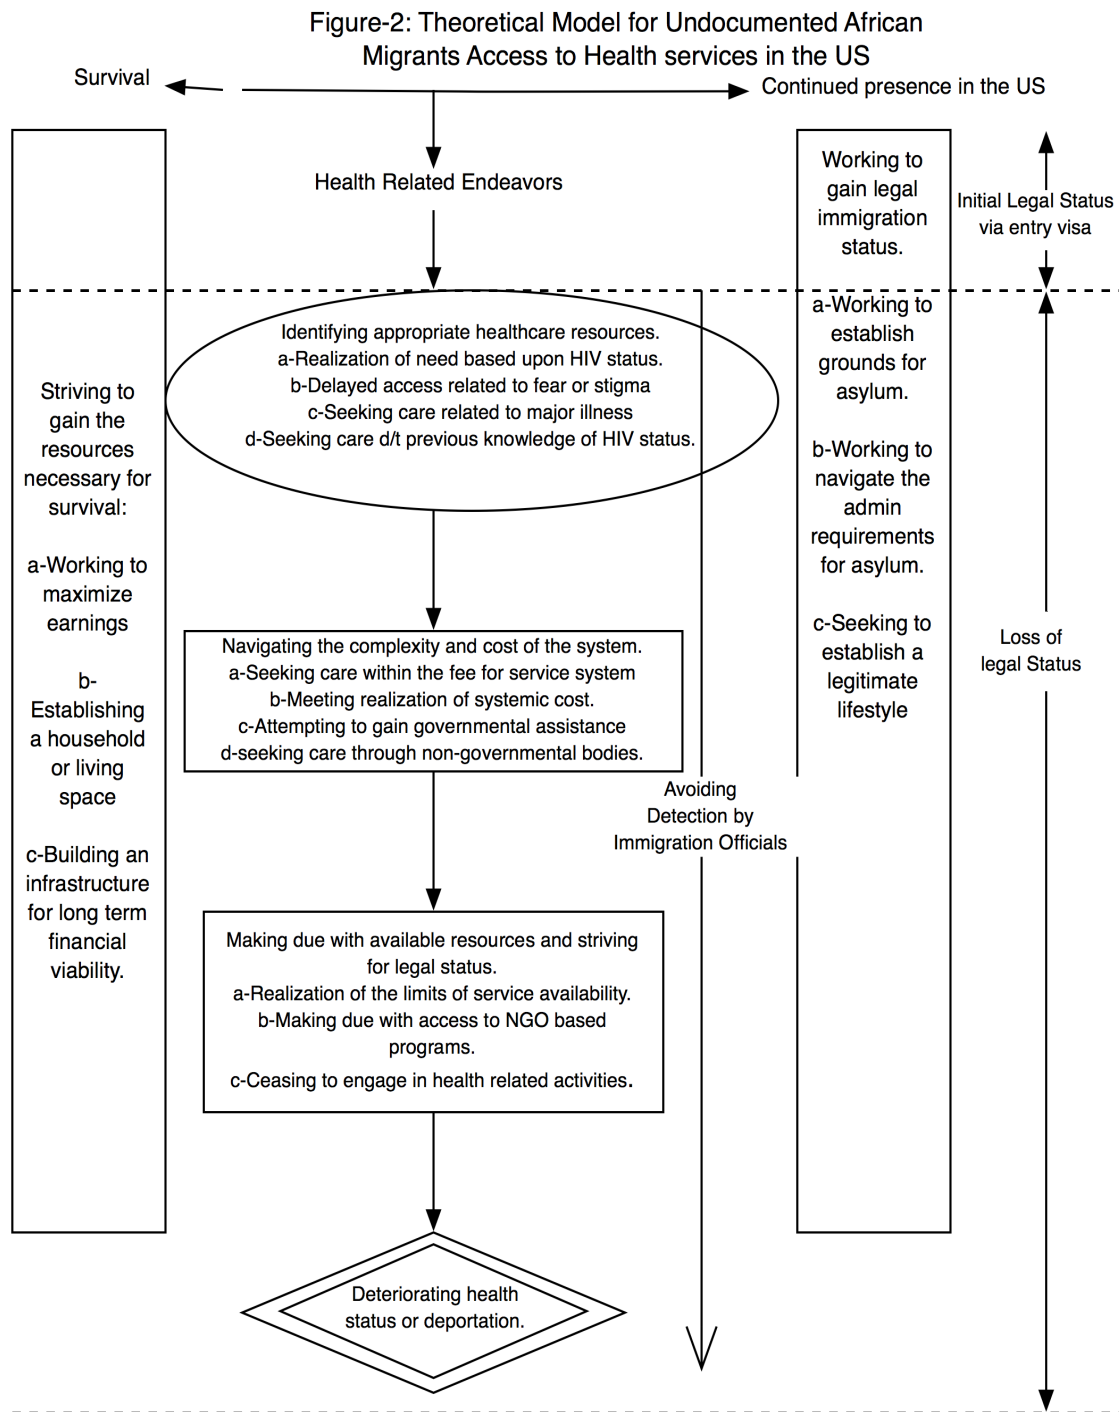 Figure-2: Theoretical Model for Undocumented African
Migrants Access to Health services in the US
Survival
Continued presence in the US
Health Related Endeavors
Working to
gain legal
immigration
status.
Initial Legal Status
via entry visa
Identifying appropriate healthcare resources.
a-Realization of need based upon HIV status.
b-Delayed access related to fear or stigma
c-Seeking care related to major illness
d-Seeking care d/t previous knowledge of HIV status.
Striving to
gain the
resources
necessary for
survival:
a-Working to
maximize
earnings
b-
Establishing
a household
or living
space
c-Building an
infrastructure
for long term
financial
viability.
a-Working to
establish
grounds for
asylum.
b-Working to
navigate the
admin
requirements
for asylum.
c-Seeking to
establish a
legitimate
lifestyle
Loss of
legal Status
Navigating the complexity and cost of the system.
a-Seeking care within the fee for service system
b-Meeting realization of systemic cost.
c-Attempting to gain governmental assistance
d-seeking care through non-governmental bodies.
Avoiding
Detection by
Immigration Officials
Making due with available resources and striving
for legal status.
a-Realization of the limits of service availability.
b-Making due with access to NGO based
programs.
c-Ceasing to engage in health related activities.
Deteriorating health
status or deportation.